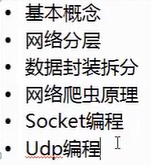 • 基本概念
• 网络分层
• 数据封装拆分
• 网络爬虫原理
• Socket编程
• Udp编程